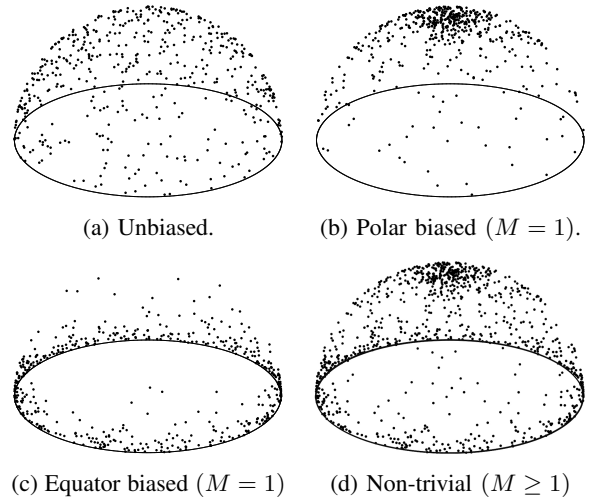 (a) Unbiased.
(b) Polar biased (M = 1).
(c) Equator biased (M = 1)
(d) Non-trivial (M ≥ 1)